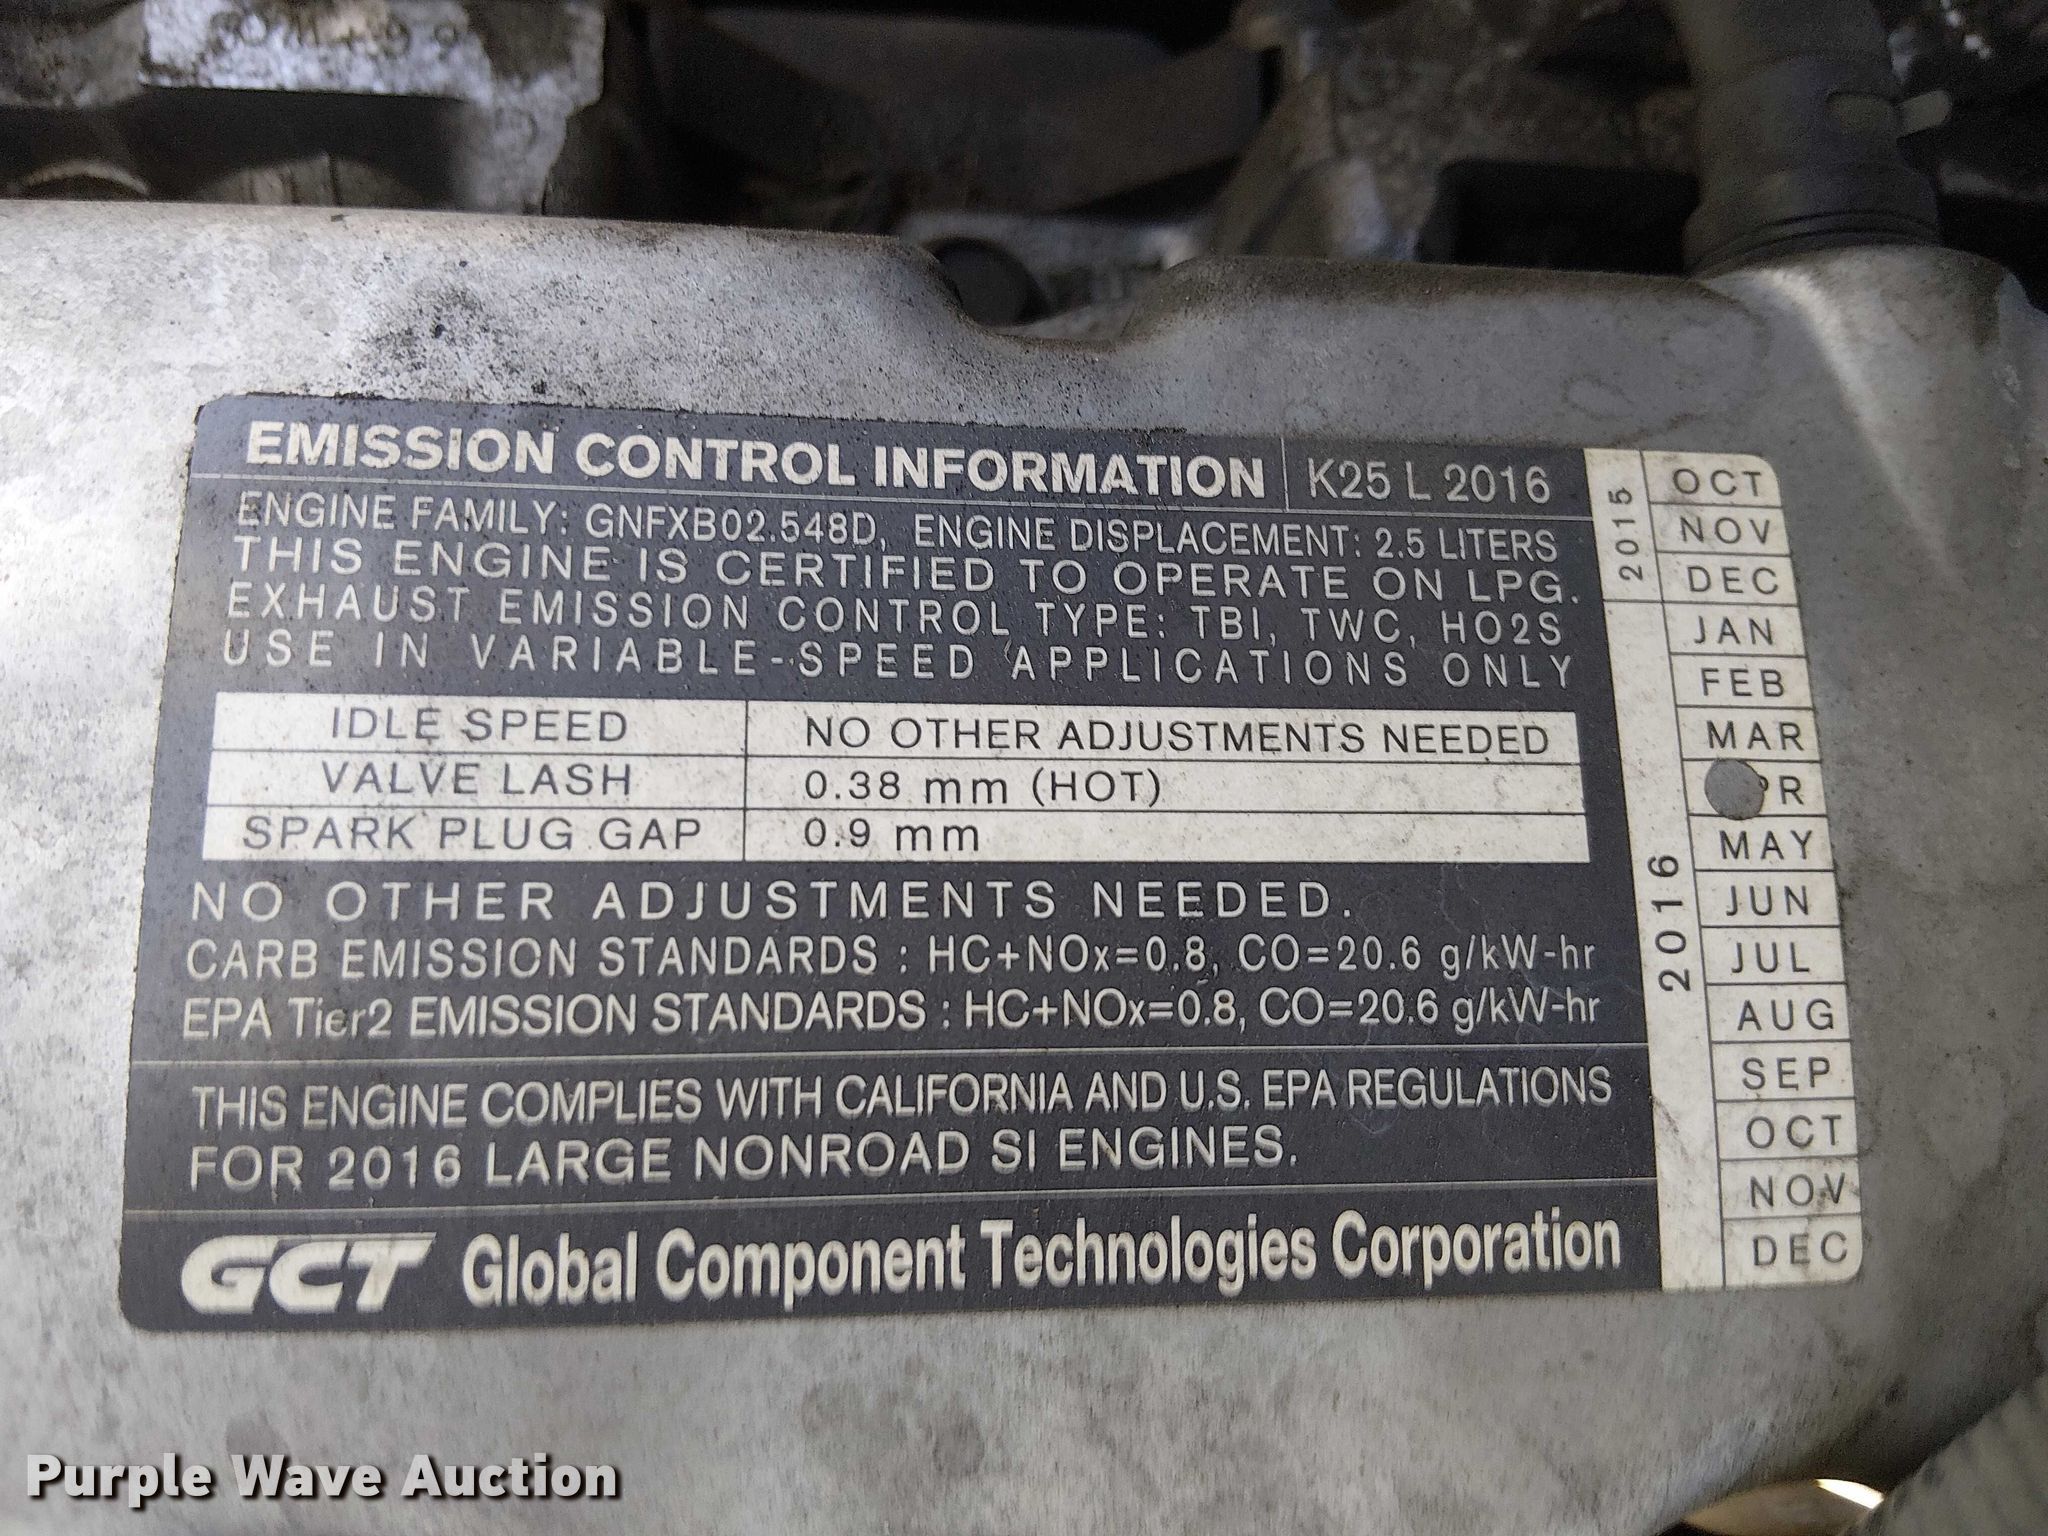 EMISSION CONTROL INFORMATION K25 L 2016
ENGINE FAMILY: GNFXB02.548D, ENGINE DISPLACEMENT: 2.5 LITERS
THIS ENGINE IS CERTIFIED TO OPERATE ON LPG.
EXHAUST EMISSION CONTROL TYPE: TBI, TWC, HO2S
USE IN VARIABLE-SPEED APPLICATIONS ONLY
IDLE SPEED NO OTHER ADJUSTMENTS NEEDED
VALVE LASH 0.38 mm (HOT)
SPARK PLUG GAP 0.9 mm
NO OTHER ADJUSTMENTS NEEDED.
CARB EMISSION STANDARDS : HC+NOx=0.8, CO=20.6 g/kW-hr
EPA Tier2 EMISSION STANDARDS : HC+NOx=0.8, CO=20.6 g/kW-hr
THIS ENGINE COMPLIES WITH CALIFORNIA AND U.S. EPA REGULATIONS
FOR 2016 LARGE NONROAD SI ENGINES.
GCT Global Component Technologies Corporation
2015
OCT
NOV
DEC
2016
JAN
FEB
MAR
PR
MAY
JUN
JUL
AUG
SEP
OCT
NOV
DEC
Purple Wave Auction